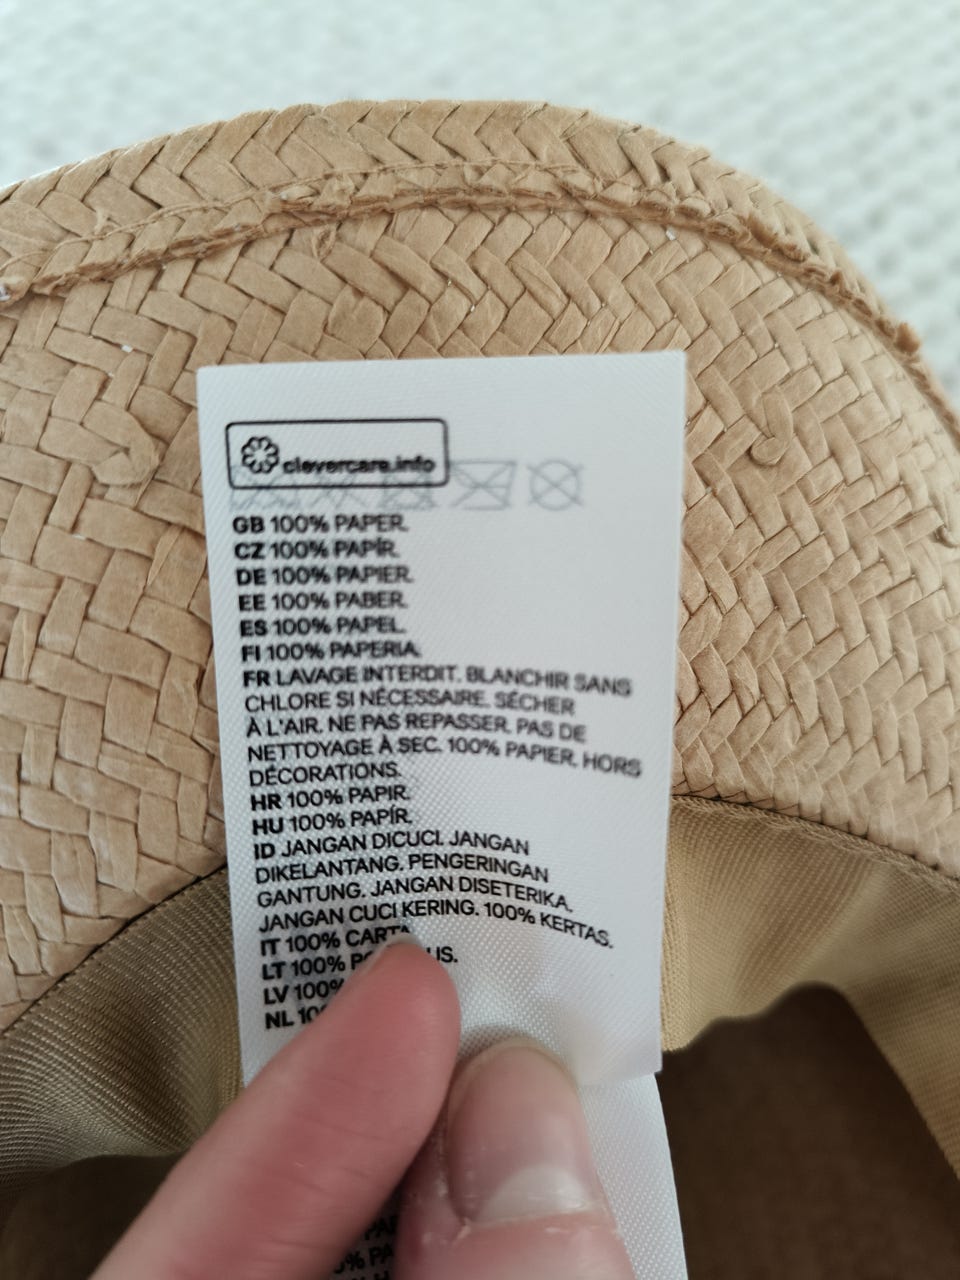 clevercare.info
GB 100% PAPER.
CZ 100% PAPÍR.
DE 100% PAPIER.
EE 100% PABER.
ES 100% PAPEL.
FI 100% PAPERIA.
FR LAVAGE INTERDIT. BLANCHIR SANS
CHLORE SI NÉCESSAIRE. SÉCHER
À L'AIR. NE PAS REPASSER. PAS DE
NETTOYAGE À SEC. 100% PAPIER. HORS
DÉCORATIONS.
HR 100% PAPIR.
HU 100% PAPÍR.
ID JANGAN DICUCI. JANGAN
DIKELANTANG. PENGERINGAN
GANTUNG. JANGAN DISETERIKA.
JANGAN CUCI KERING. 100% KERTAS.
IT 100% CARTA
LT 100%
LV 100%
NL